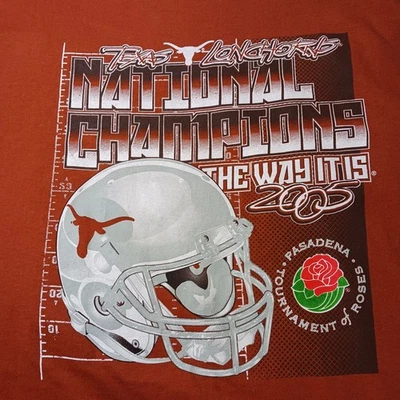 TEXAS LONGHORNS
NATIONAL
CHAMPIONS
THE WAY IT IS®
2005
PASADENA
TOURNAMENT of ROSES